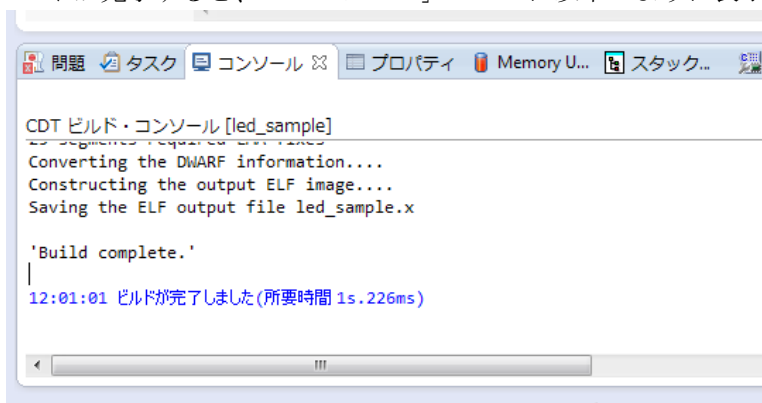 問題 タスク コンソール プロパティ Memory U... スタック...
CDT ビルド・コンソール [led_sample]
Converting the DWARF information....
Constructing the output ELF image....
Saving the ELF output file led_sample.x
'Build complete.'
12:01:01 ビルドが完了しました(所要時間 1s.226ms)